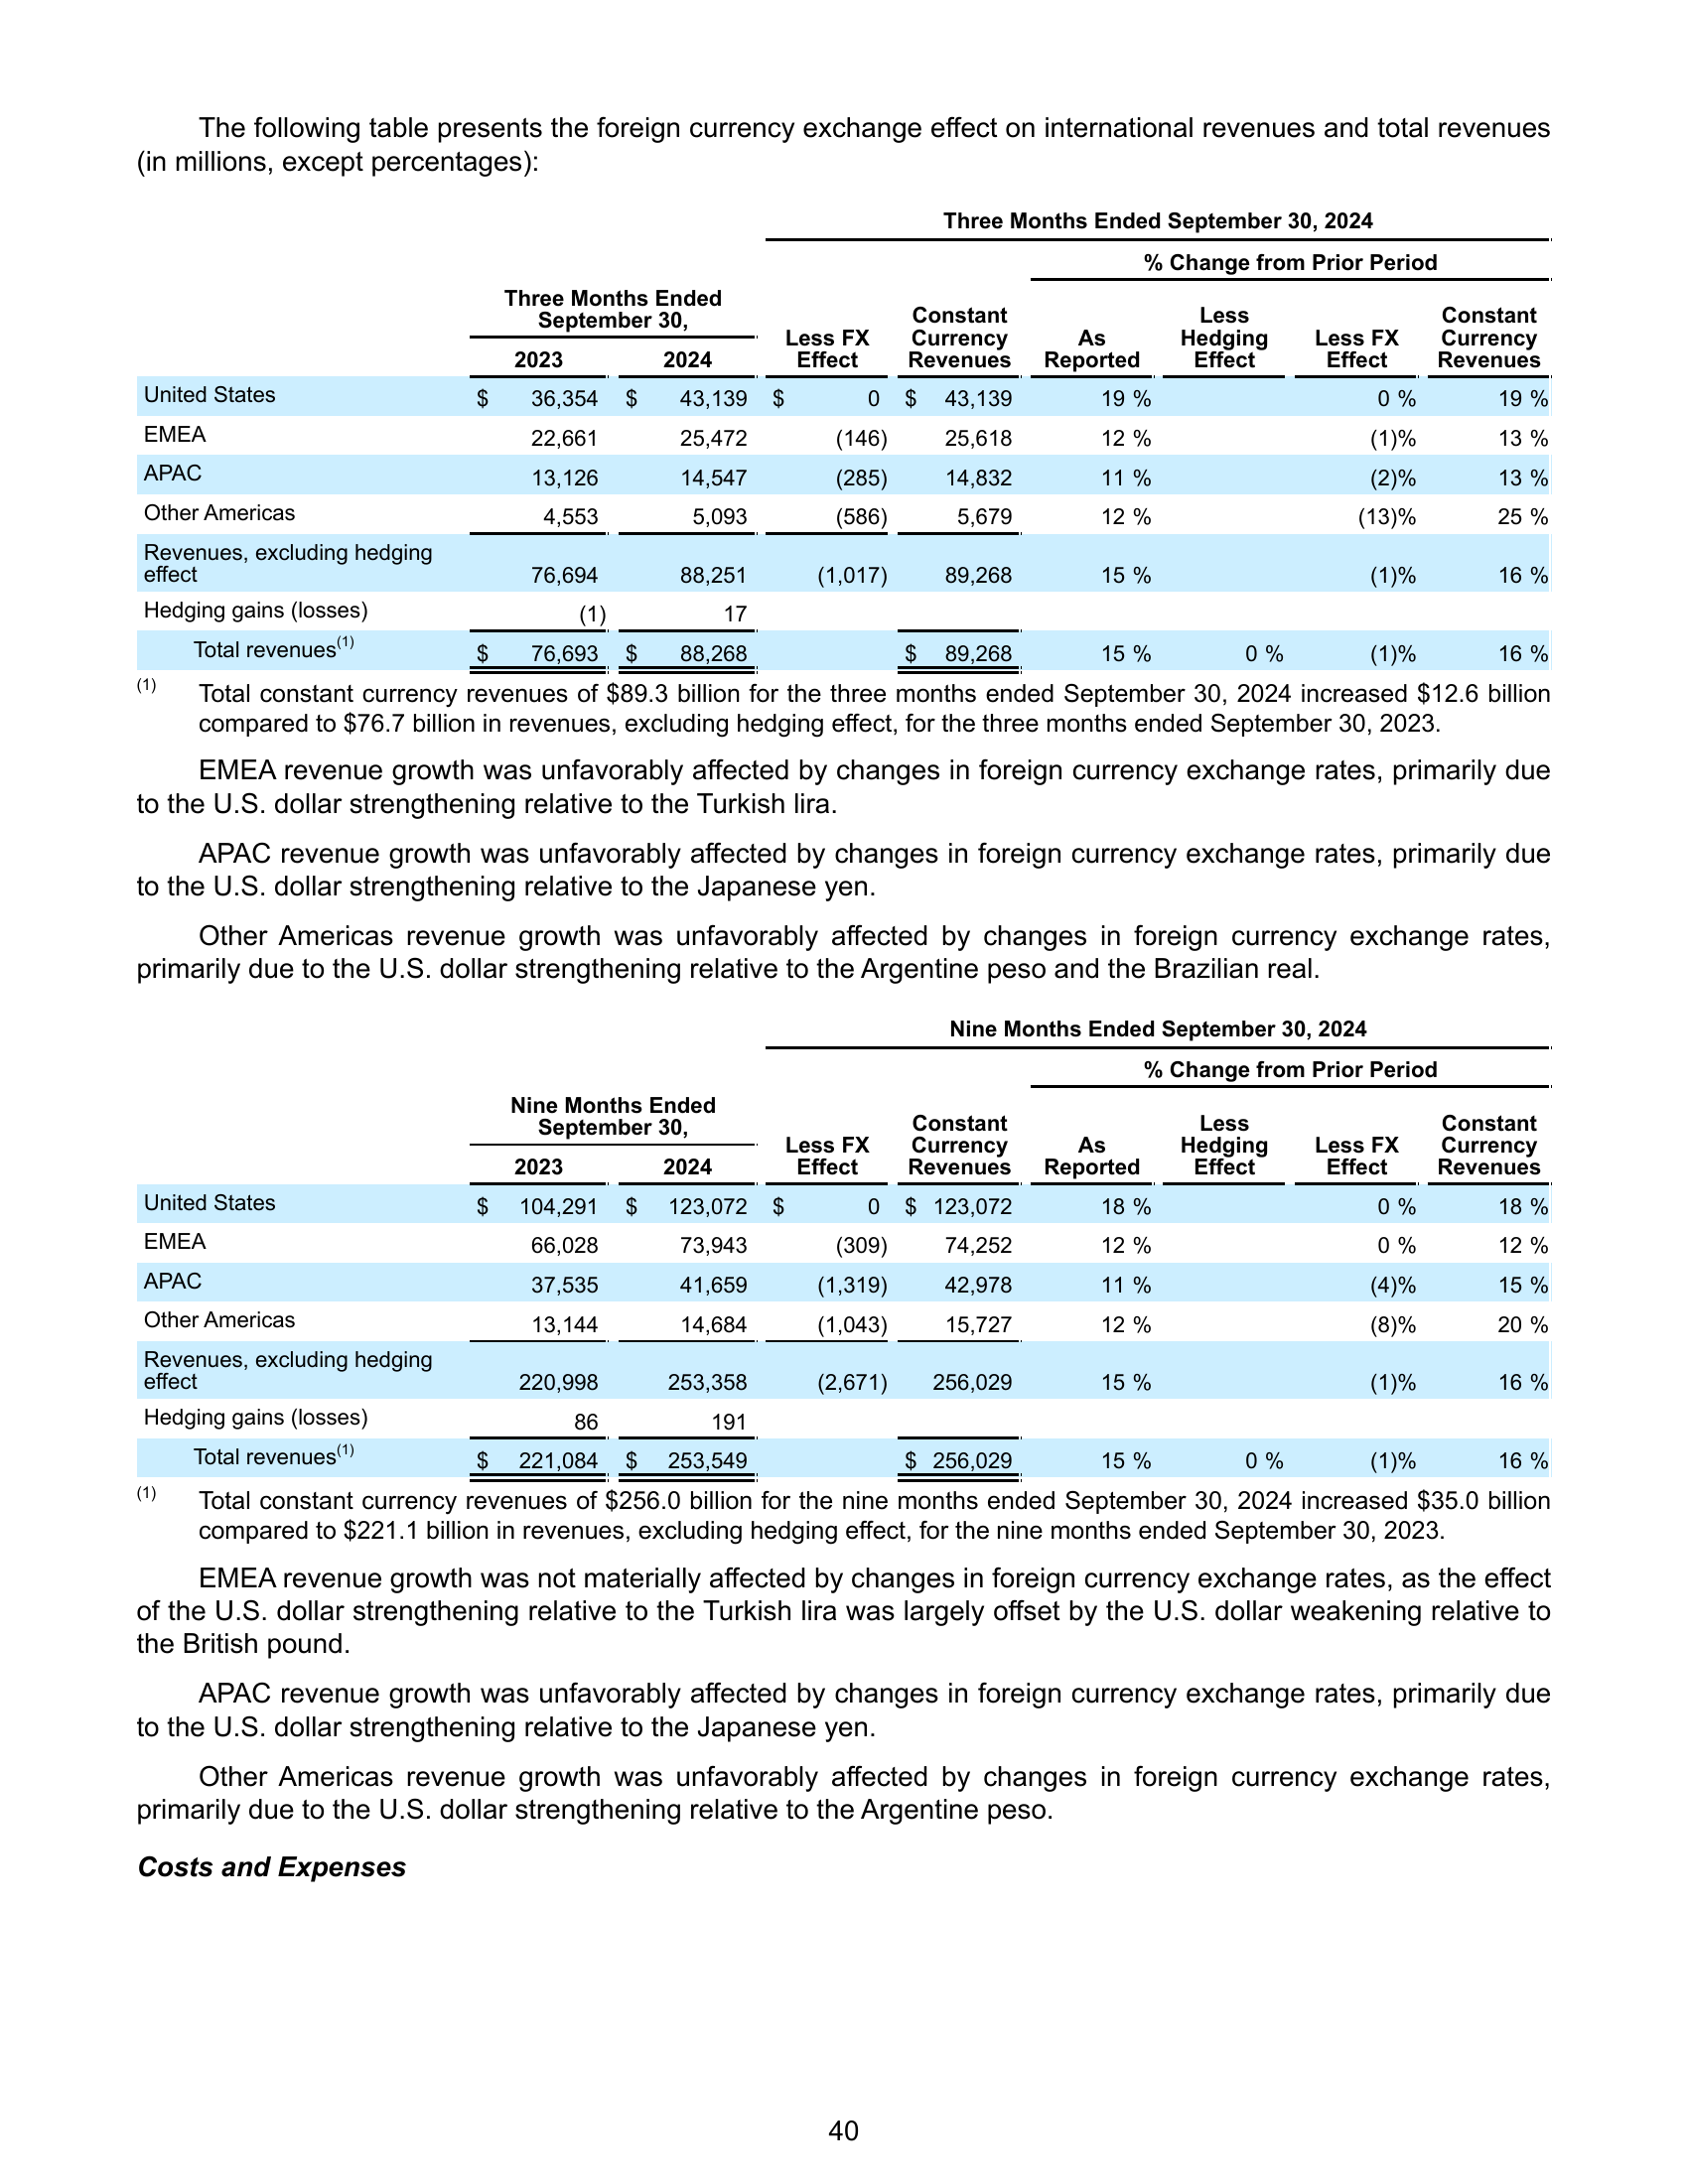 The following table presents the foreign currency exchange effect on international revenues and total revenues
(in millions, except percentages):
Three Months Ended September 30, 2024
% Change from Prior Period
Three Months Ended
September 30,
Less FX
Effect
Constant
Currency
Revenues
As
Reported
Less
Hedging
Effect
Less FX
Effect
Constant
Currency
Revenues
2023 2024
United States $ 36,354 $ 43,139 $ 0 $ 43,139 19 % 0 % 19 %
EMEA 22,661 25,472 (146) 25,618 12 % (1)% 13 %
APAC 13,126 14,547 (285) 14,832 11 % (2)% 13 %
Other Americas 4,553 5,093 (586) 5,679 12 % (13)% 25 %
Revenues, excluding hedging
effect 76,694 88,251 (1,017) 89,268 15 % (1)% 16 %
Hedging gains (losses) (1) 17
Total revenues(1) $ 76,693 $ 88,268 $ 89,268 15 % 0 % (1)% 16 %
(1) Total constant currency revenues of $89.3 billion for the three months ended September 30, 2024 increased $12.6 billion
compared to $76.7 billion in revenues, excluding hedging effect, for the three months ended September 30, 2023.
EMEA revenue growth was unfavorably affected by changes in foreign currency exchange rates, primarily due
to the U.S. dollar strengthening relative to the Turkish lira.
APAC revenue growth was unfavorably affected by changes in foreign currency exchange rates, primarily due
to the U.S. dollar strengthening relative to the Japanese yen.
Other Americas revenue growth was unfavorably affected by changes in foreign currency exchange rates,
primarily due to the U.S. dollar strengthening relative to the Argentine peso and the Brazilian real.
Nine Months Ended September 30, 2024
% Change from Prior Period
Nine Months Ended
September 30,
Less FX
Effect
Constant
Currency
Revenues
As
Reported
Less
Hedging
Effect
Less FX
Effect
Constant
Currency
Revenues
2023 2024
United States $ 104,291 $ 123,072 $ 0 $ 123,072 18 % 0 % 18 %
EMEA 66,028 73,943 (309) 74,252 12 % 0 % 12 %
APAC 37,535 41,659 (1,319) 42,978 11 % (4)% 15 %
Other Americas 13,144 14,684 (1,043) 15,727 12 % (8)% 20 %
Revenues, excluding hedging
effect 220,998 253,358 (2,671) 256,029 15 % (1)% 16 %
Hedging gains (losses) 86 191
Total revenues(1) $ 221,084 $ 253,549 $ 256,029 15 % 0 % (1)% 16 %
(1) Total constant currency revenues of $256.0 billion for the nine months ended September 30, 2024 increased $35.0 billion
compared to $221.1 billion in revenues, excluding hedging effect, for the nine months ended September 30, 2023.
EMEA revenue growth was not materially affected by changes in foreign currency exchange rates, as the effect
of the U.S. dollar strengthening relative to the Turkish lira was largely offset by the U.S. dollar weakening relative to
the British pound.
APAC revenue growth was unfavorably affected by changes in foreign currency exchange rates, primarily due
to the U.S. dollar strengthening relative to the Japanese yen.
Other Americas revenue growth was unfavorably affected by changes in foreign currency exchange rates,
primarily due to the U.S. dollar strengthening relative to the Argentine peso.
Costs and Expenses
40